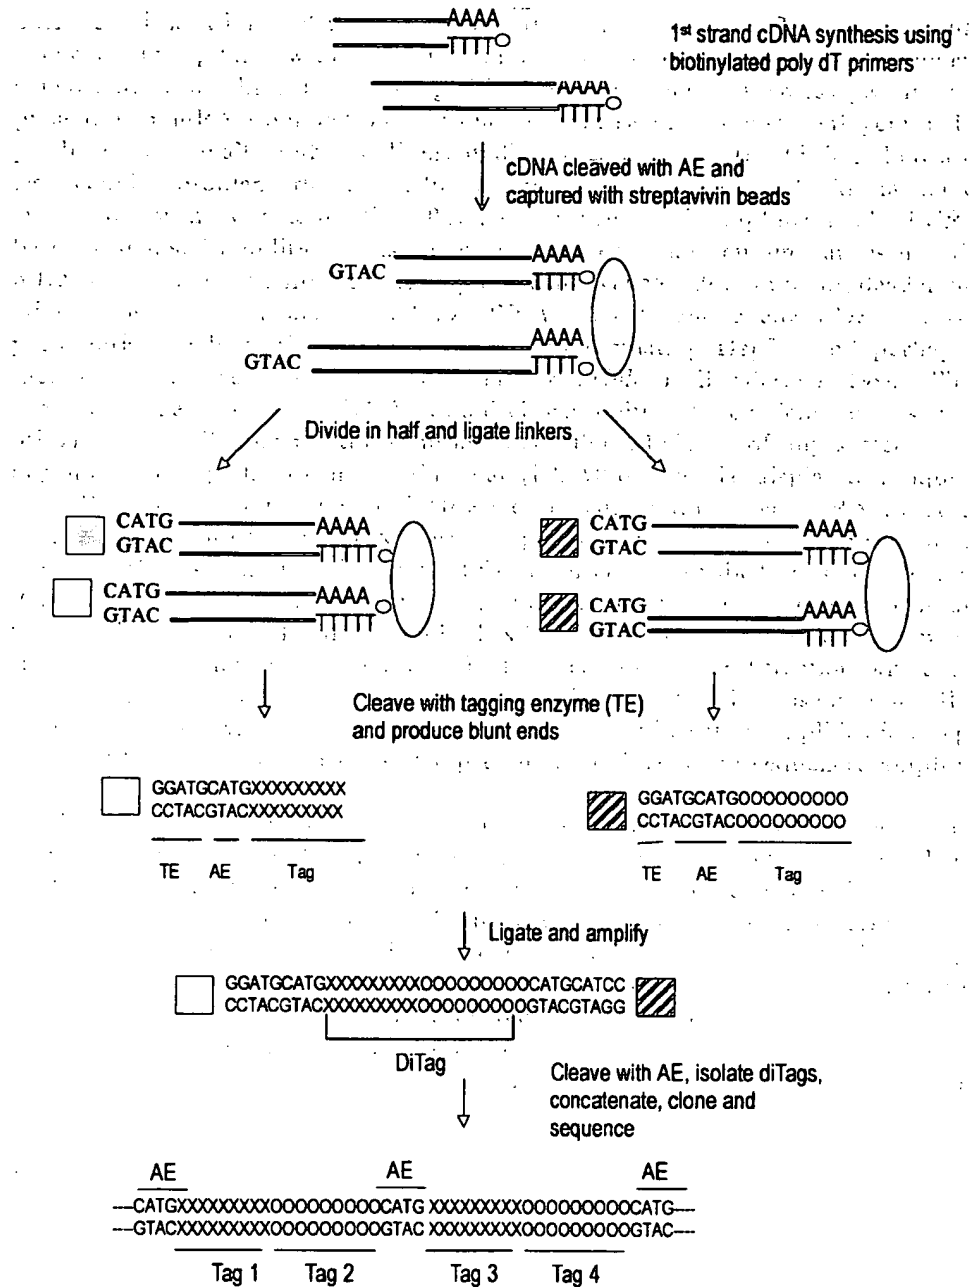 AAAA
TTTT
1st strand cDNA synthesis using
biotinylated poly dT primers
AAAA
TTTT
cDNA cleaved with AE and
captured with streptavivin beads
AAAA
GTAC
TTTT
AAAA
GTAC
TTTT
Divide in half and ligate linkers
CATG AAAA
GTAC TTTTT
CATG AAAA
GTAC TTTTT
CATG AAAA
GTAC TTTT
CATG AAAA
GTAC TTTT
Cleave with tagging enzyme (TE)
and produce blunt ends
GGATGCATGXXXXXXXXX
CCTACGTACXXXXXXXXX
TE AE Tag
GGATGCATGOOOOOOOOO
CCTACGTACOOOOOOOOO
TE AE Tag
Ligate and amplify
GGATGCATGXXXXXXXXXOOOOOOOOOCATGCATCC
CCTACGTACXXXXXXXXXOOOOOOOOOGTACGTAGG
DiTag
Cleave with AE, isolate diTags,
concatenate, clone and
sequence
AE AE AE
----CATGXXXXXXXXXOOOOOOOOOCATG XXXXXXXXXOOOOOOOOOCATG----
----GTACXXXXXXXXXOOOOOOOOOGTAC XXXXXXXXXOOOOOOOOOGTAC----
Tag 1 Tag 2 Tag 3 Tag 4